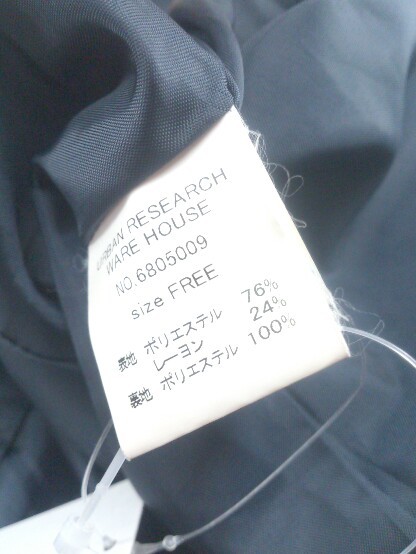 URBAN RESEARCH
WARE HOUSE
NO.6805009
size FREE
表地 ポリエステル 76%
レーヨン 24%
裏地 ポリエステル 100%